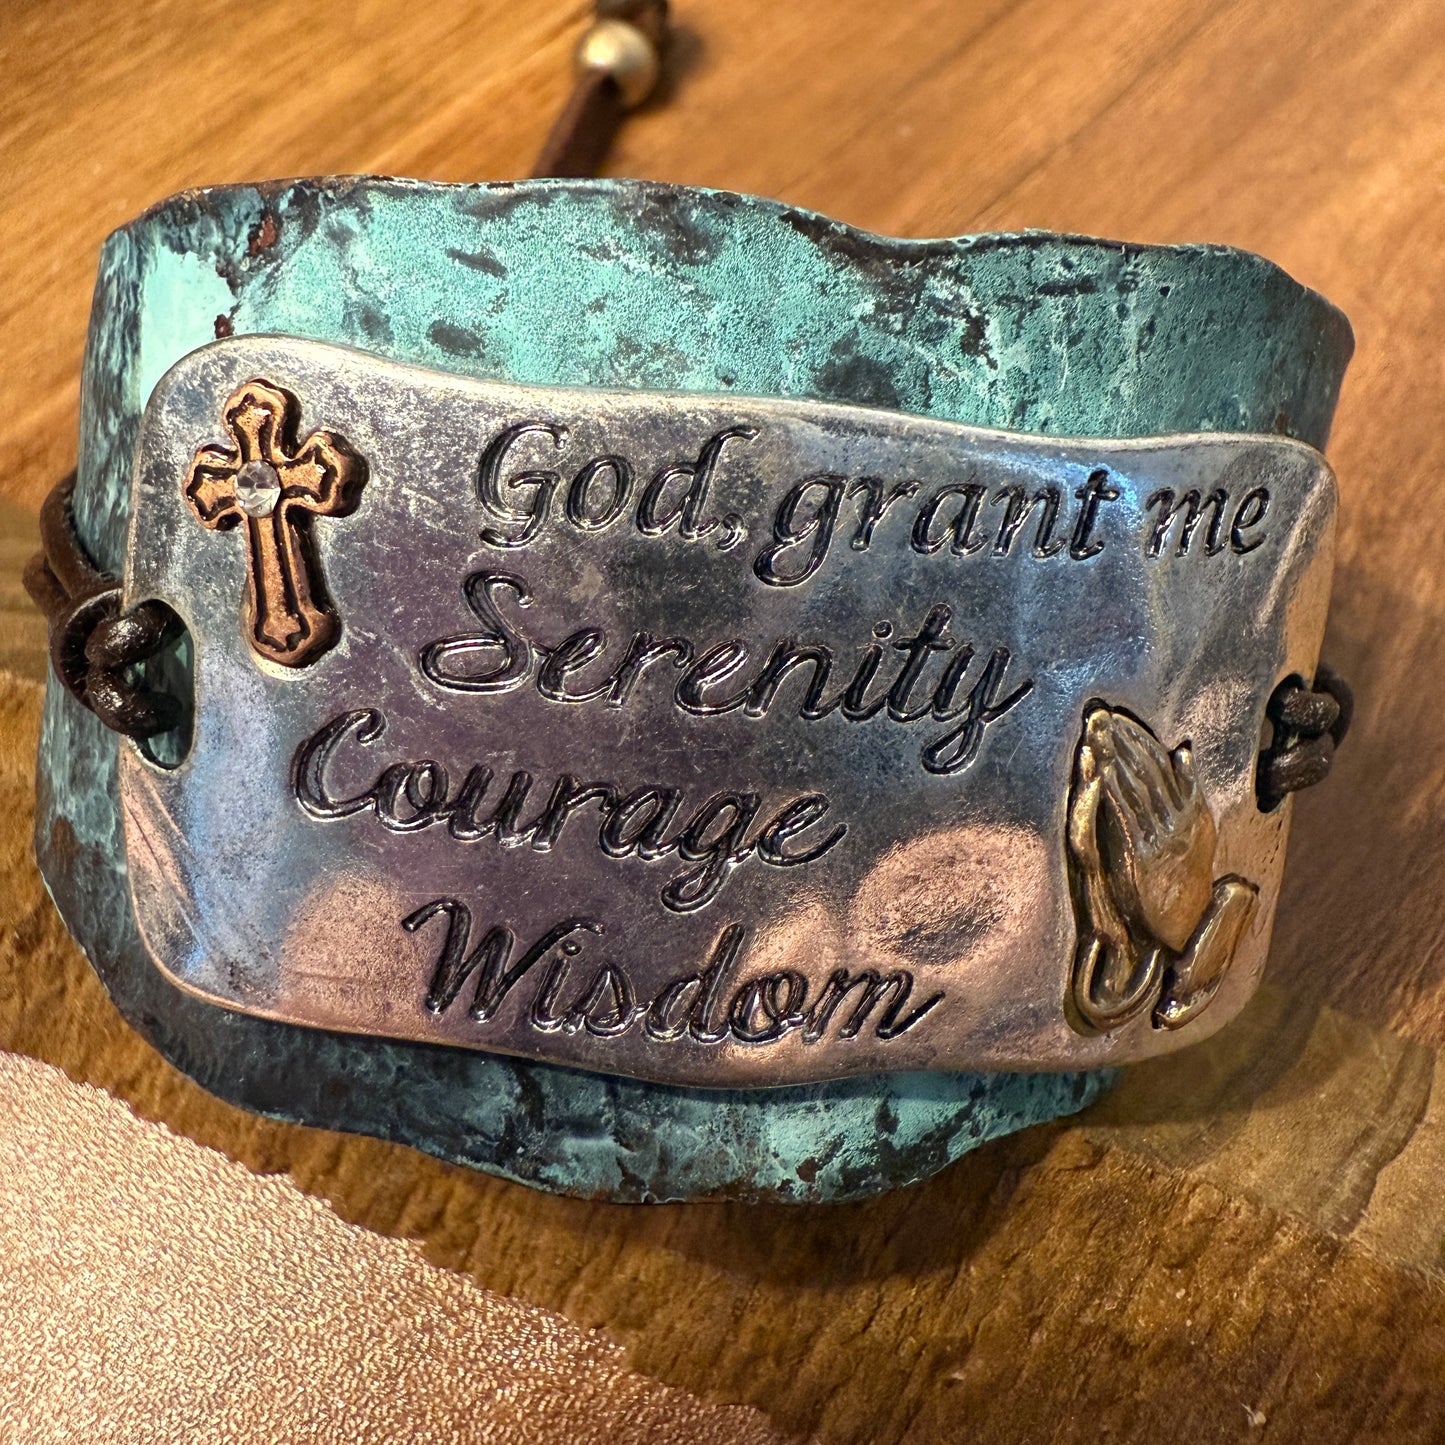 God, grant me
Serenity
Courage
Wisdom